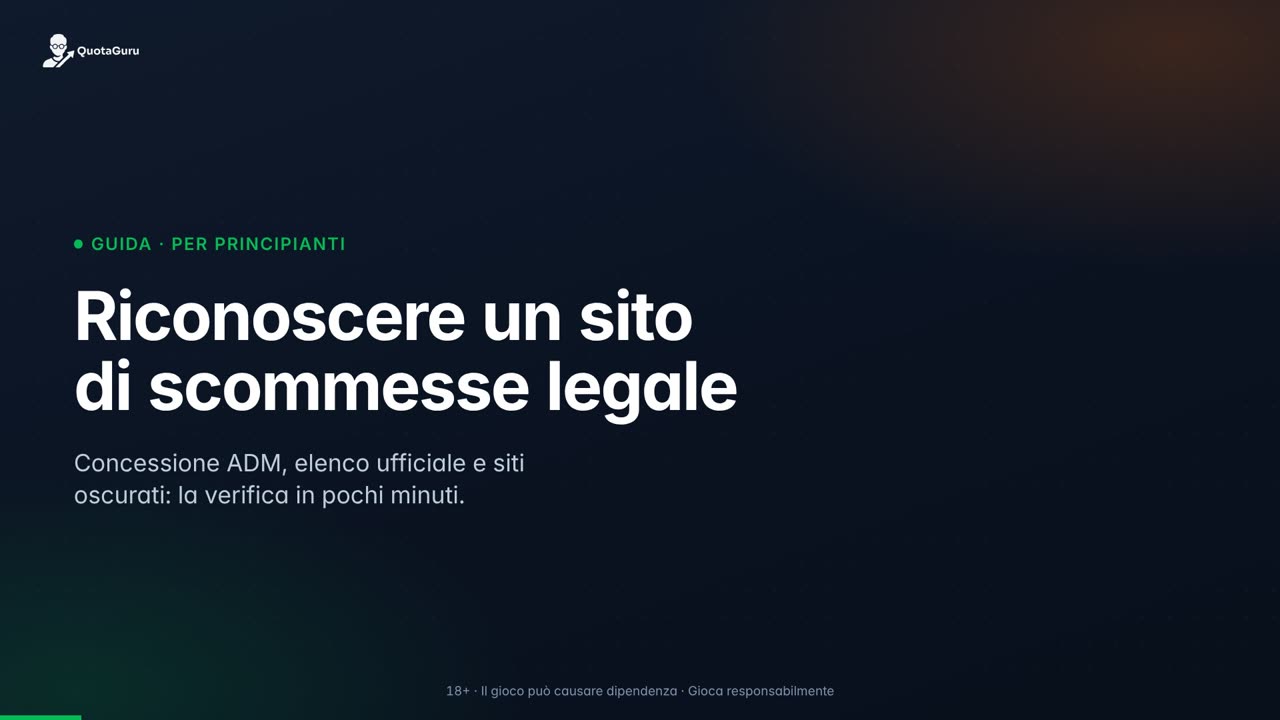 QuotaGuru
GUIDA · PER PRINCIPIANTI
Riconoscere un sito
di scommesse legale
Concessione ADM, elenco ufficiale e siti
oscurati: la verifica in pochi minuti.
18+ · Il gioco può causare dipendenza · Gioca responsabilmente